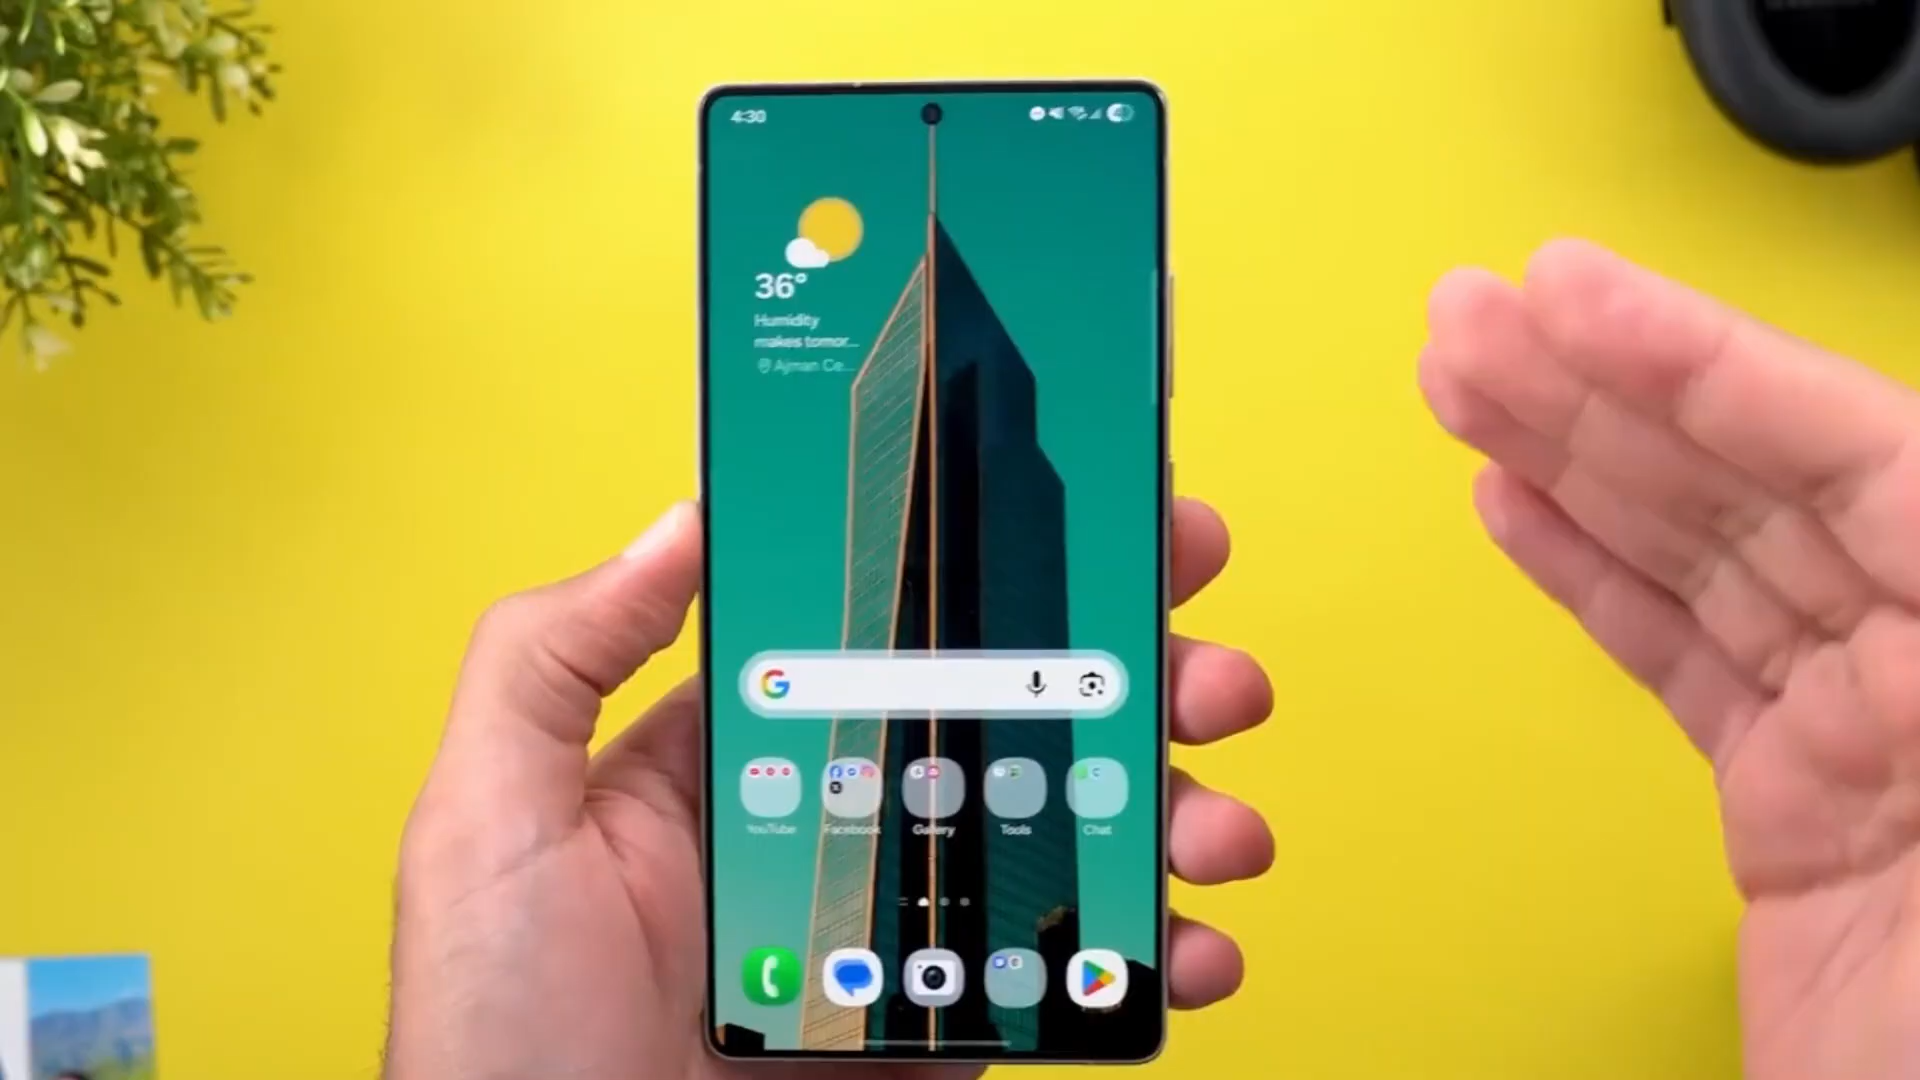 4:30
36°
Humidity
makes tomor...
Ajman Ce...
YouTube
Facebook
Gallery
Tools
Chat